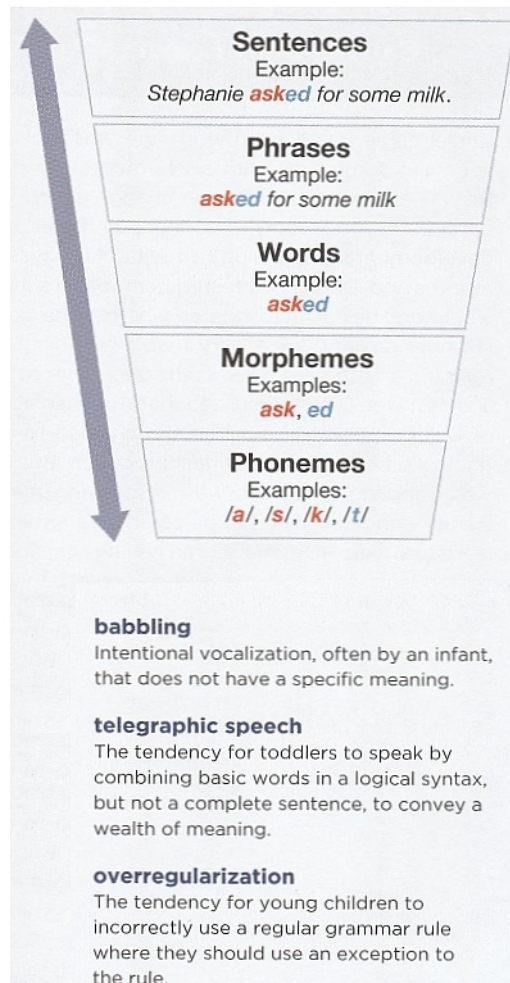 Sentences
Example:
Stephanie asked for some milk.
Phrases
Example:
asked for some milk
Words
Example:
asked
Morphemes
Examples:
ask, ed
Phonemes
Examples:
/a/, /s/, /k/, /t/
babbling
Intentional vocalization, often by an infant,
that does not have a specific meaning.
telegraphic speech
The tendency for toddlers to speak by
combining basic words in a logical syntax,
but not a complete sentence, to convey a
wealth of meaning.
overregularization
The tendency for young children to
incorrectly use a regular grammar rule
where they should use an exception to
the rule.